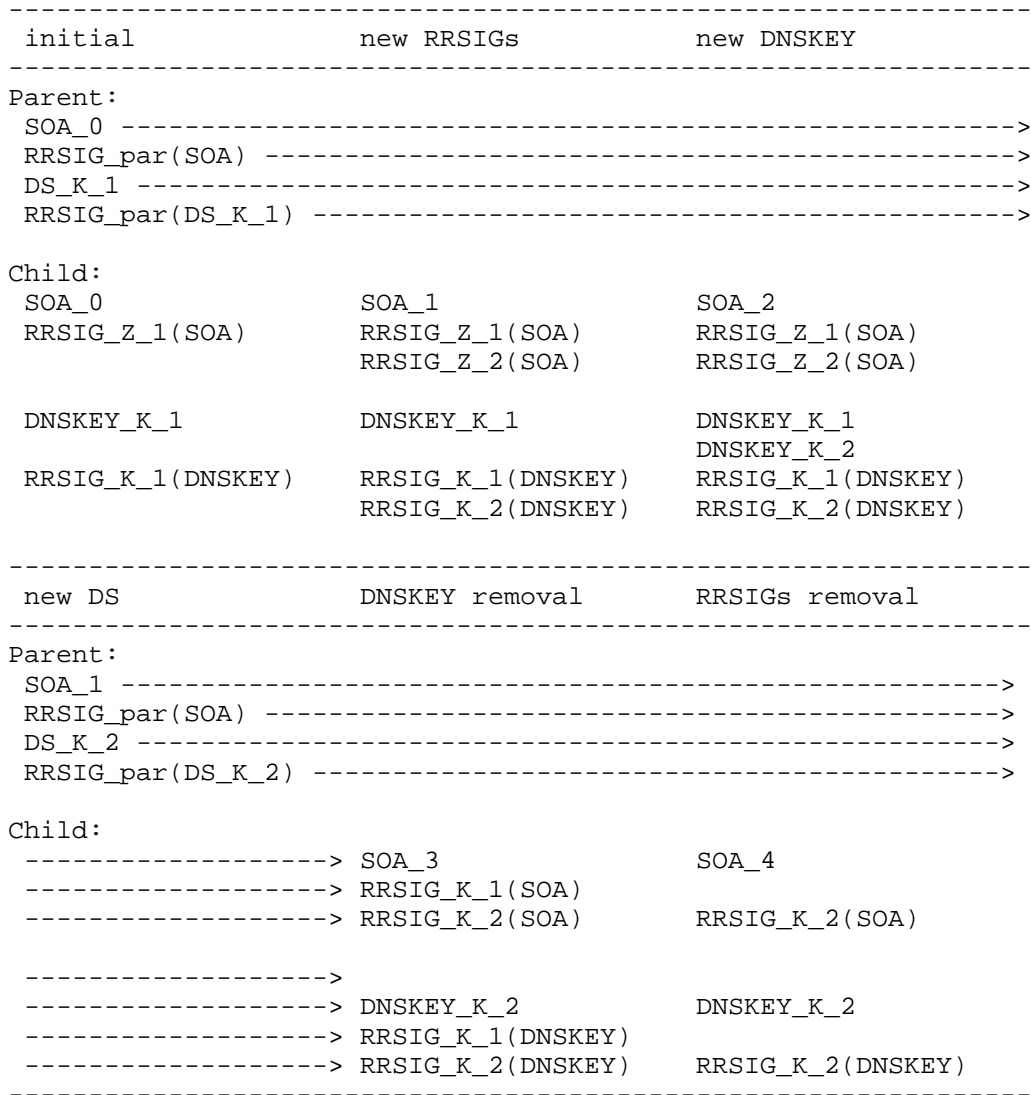 ----------------------------------------------------------------
 initial              new RRSIGs           new DNSKEY
----------------------------------------------------------------
Parent:
 SOA_0 -------------------------------------------------------->
 RRSIG_par(SOA) ----------------------------------------------->
 DS_K_1 ------------------------------------------------------->
 RRSIG_par(DS_K_1) -------------------------------------------->

Child:
 SOA_0                SOA_1                SOA_2
 RRSIG_Z_1(SOA)       RRSIG_Z_1(SOA)       RRSIG_Z_1(SOA)
                      RRSIG_Z_2(SOA)       RRSIG_Z_2(SOA)

 DNSKEY_K_1           DNSKEY_K_1           DNSKEY_K_1
                                           DNSKEY_K_2
 RRSIG_K_1(DNSKEY)    RRSIG_K_1(DNSKEY)    RRSIG_K_1(DNSKEY)
                      RRSIG_K_2(DNSKEY)    RRSIG_K_2(DNSKEY)

----------------------------------------------------------------
 new DS               DNSKEY removal       RRSIGs removal
----------------------------------------------------------------
Parent:
 SOA_1 ------------------------------------------------------->
 RRSIG_par(SOA) ---------------------------------------------->
 DS_K_2 ------------------------------------------------------>
 RRSIG_par(DS_K_2) ------------------------------------------->

Child:
 -------------------> SOA_3                SOA_4
 -------------------> RRSIG_K_1(SOA)
 -------------------> RRSIG_K_2(SOA)       RRSIG_K_2(SOA)

 ------------------->
 -------------------> DNSKEY_K_2           DNSKEY_K_2
 -------------------> RRSIG_K_1(DNSKEY)
 -------------------> RRSIG_K_2(DNSKEY)    RRSIG_K_2(DNSKEY)
----------------------------------------------------------------